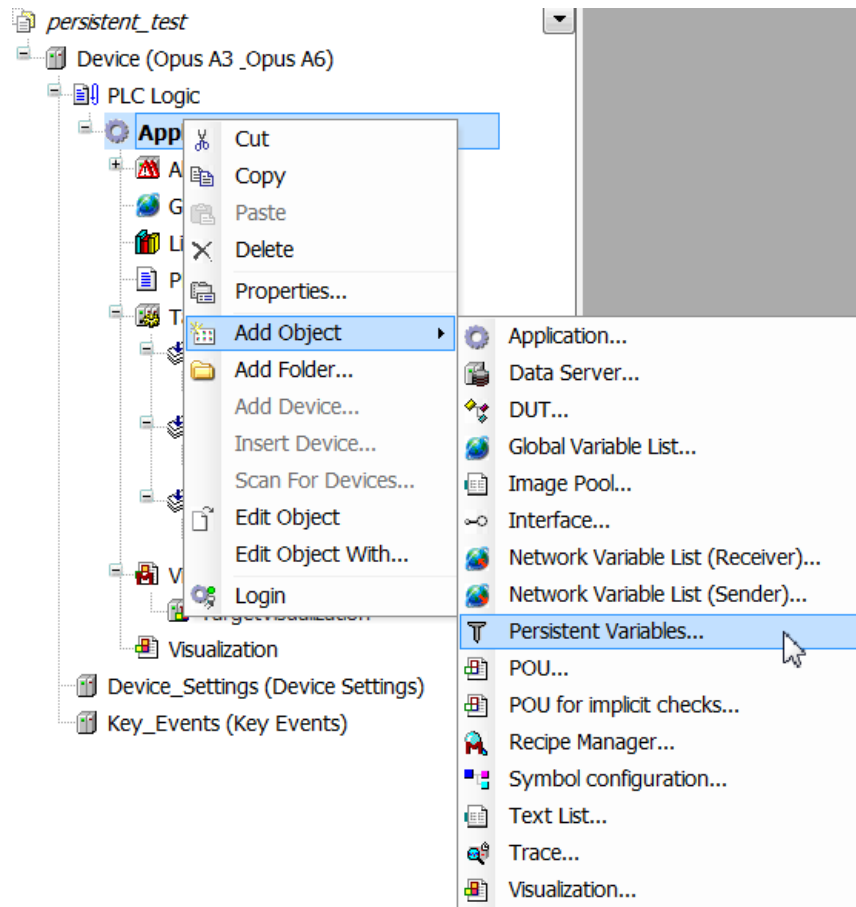 persistent_test
Device (Opus A3 _Opus A6)
PLC Logic
App
Cut
Copy
Paste
Delete
Properties...
Add Object
Add Folder...
Add Device...
Insert Device...
Scan For Devices...
Edit Object
Edit Object With...
Login
Application...
Data Server...
DUT...
Global Variable List...
Image Pool...
Interface...
Network Variable List (Receiver)...
Network Variable List (Sender)...
Persistent Variables...
POU...
POU for implicit checks...
Recipe Manager...
Symbol configuration...
Text List...
Trace...
Visualization...
A
G
Li
P
T
Vi
TargetVisualization
Visualization
Device_Settings (Device Settings)
Key_Events (Key Events)